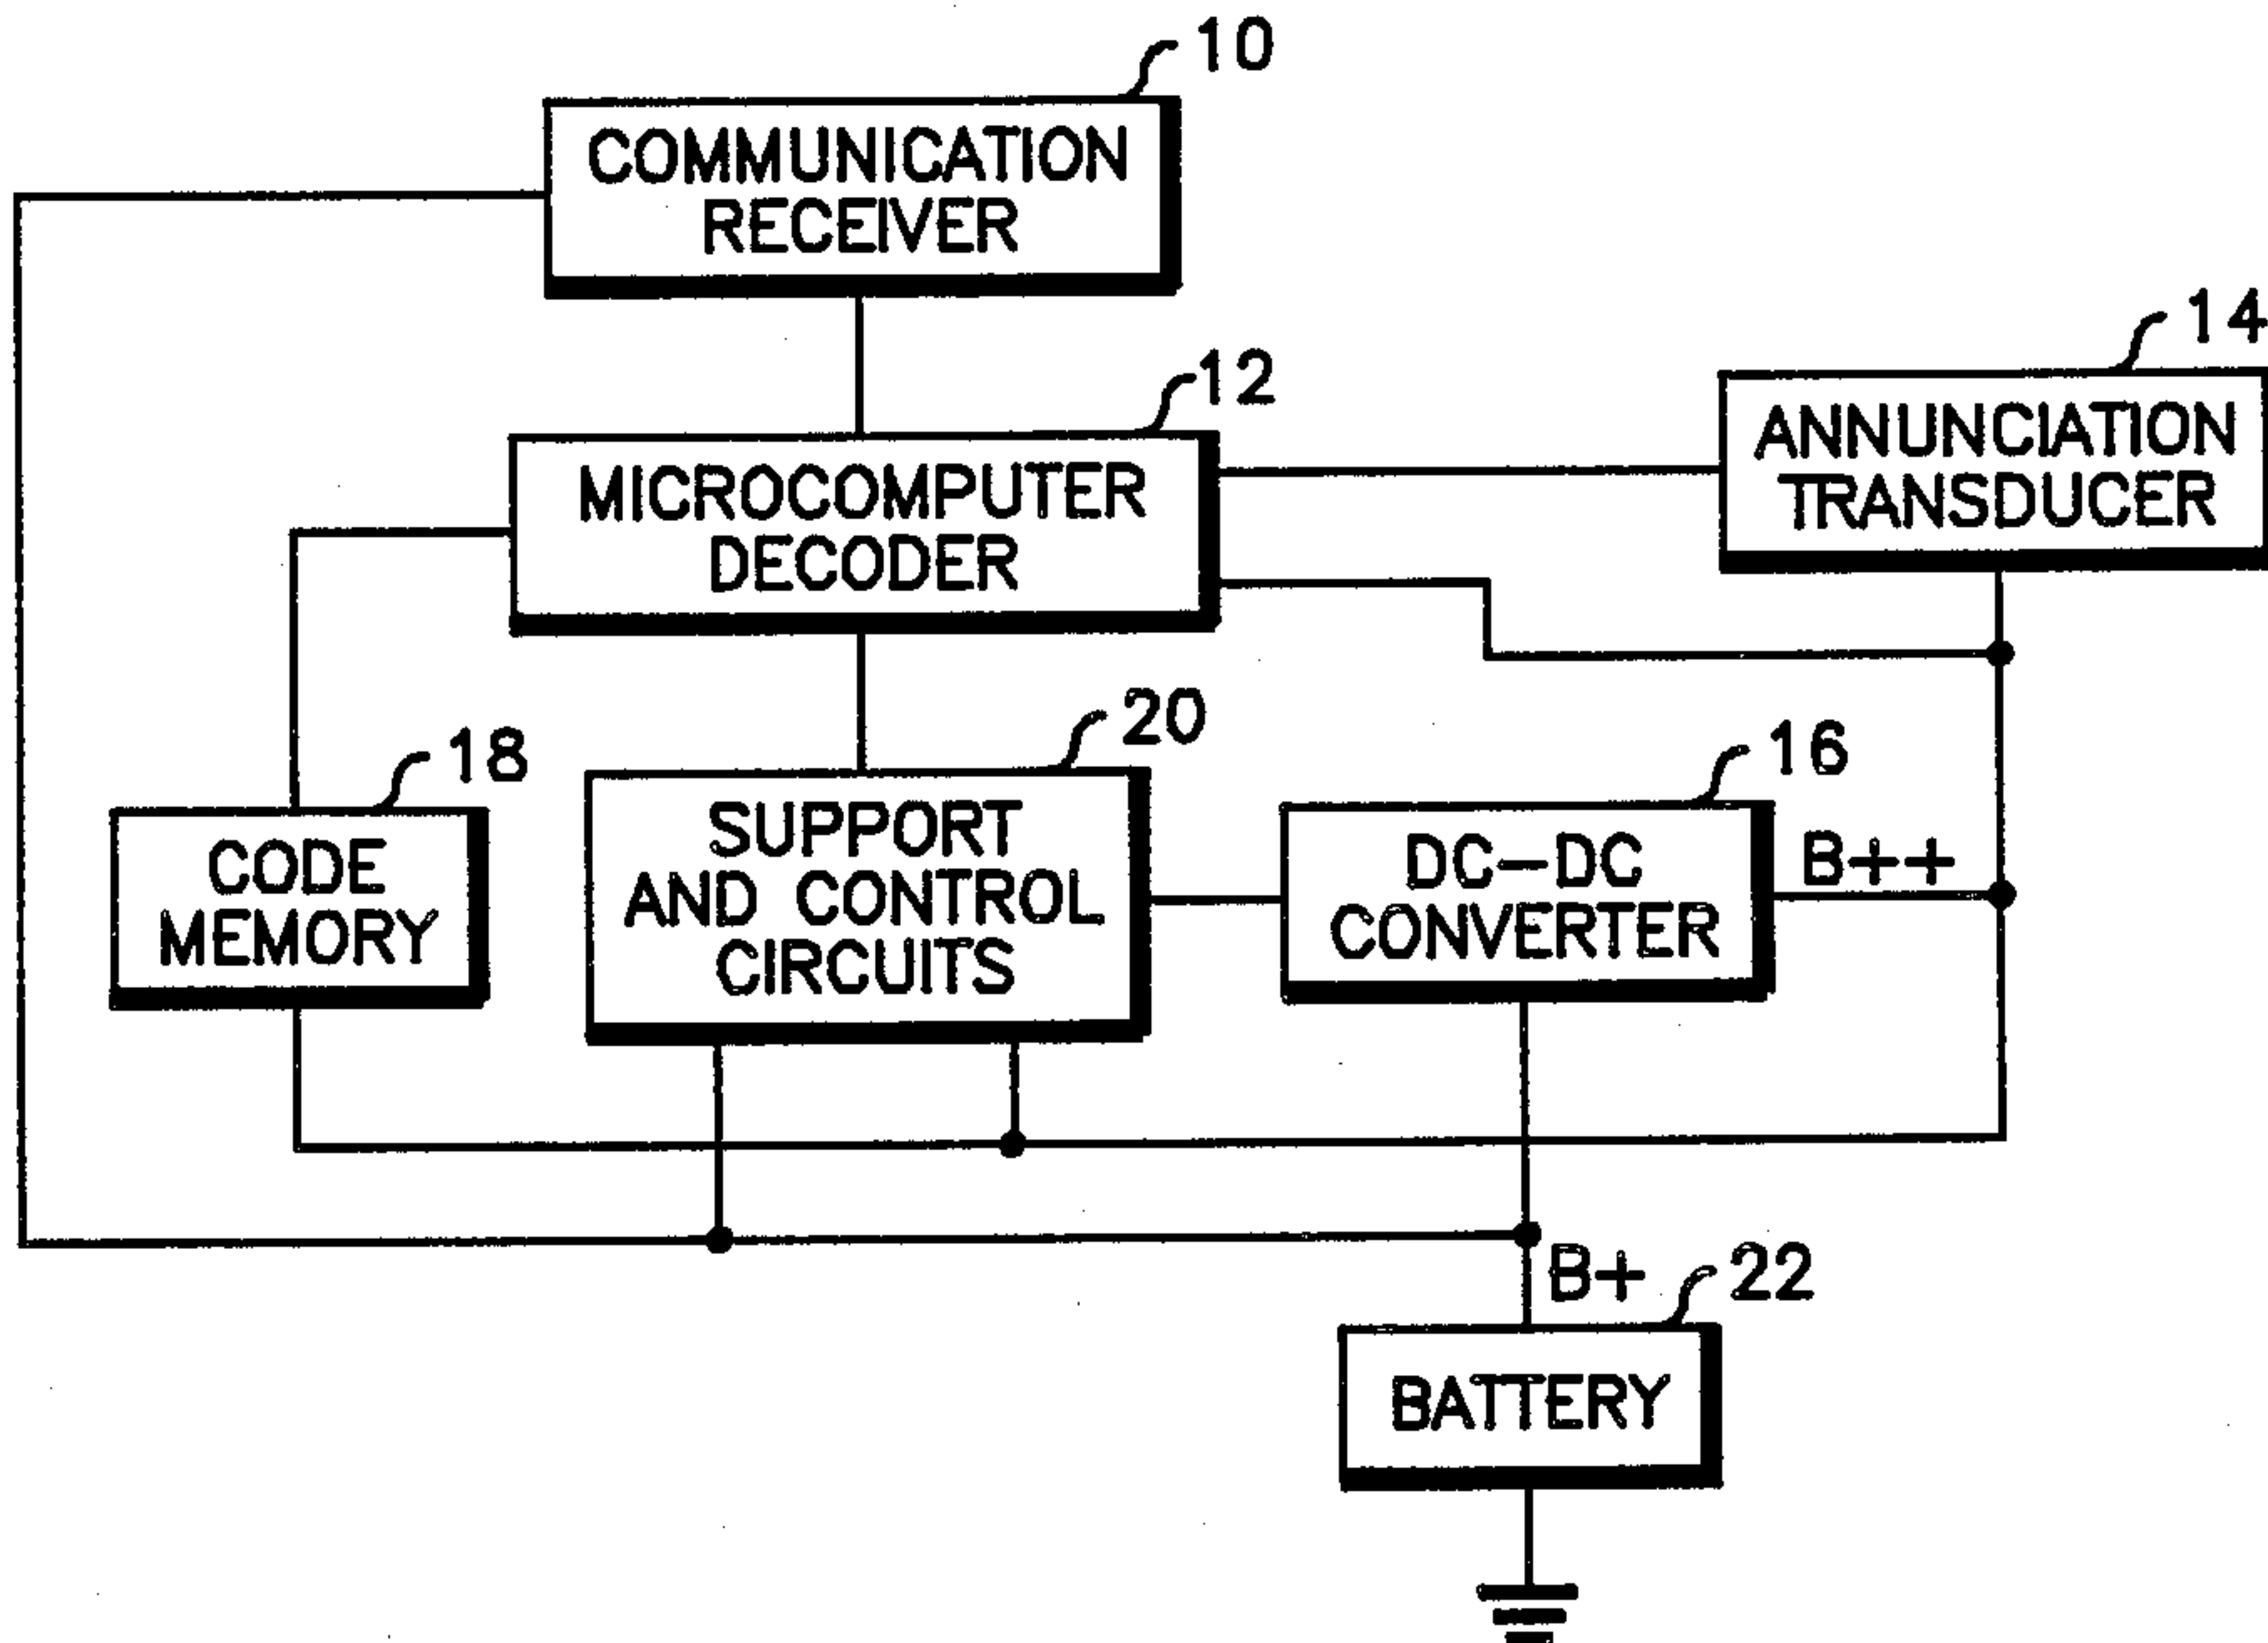 10
COMMUNICATION
RECEIVER
12
MICROCOMPUTER
DECODER
14
ANNUNCIATION
TRANSDUCER
18
CODE
MEMORY
20
SUPPORT
AND CONTROL
CIRCUITS
16
DC-DC
CONVERTER
B++
B+
22
BATTERY